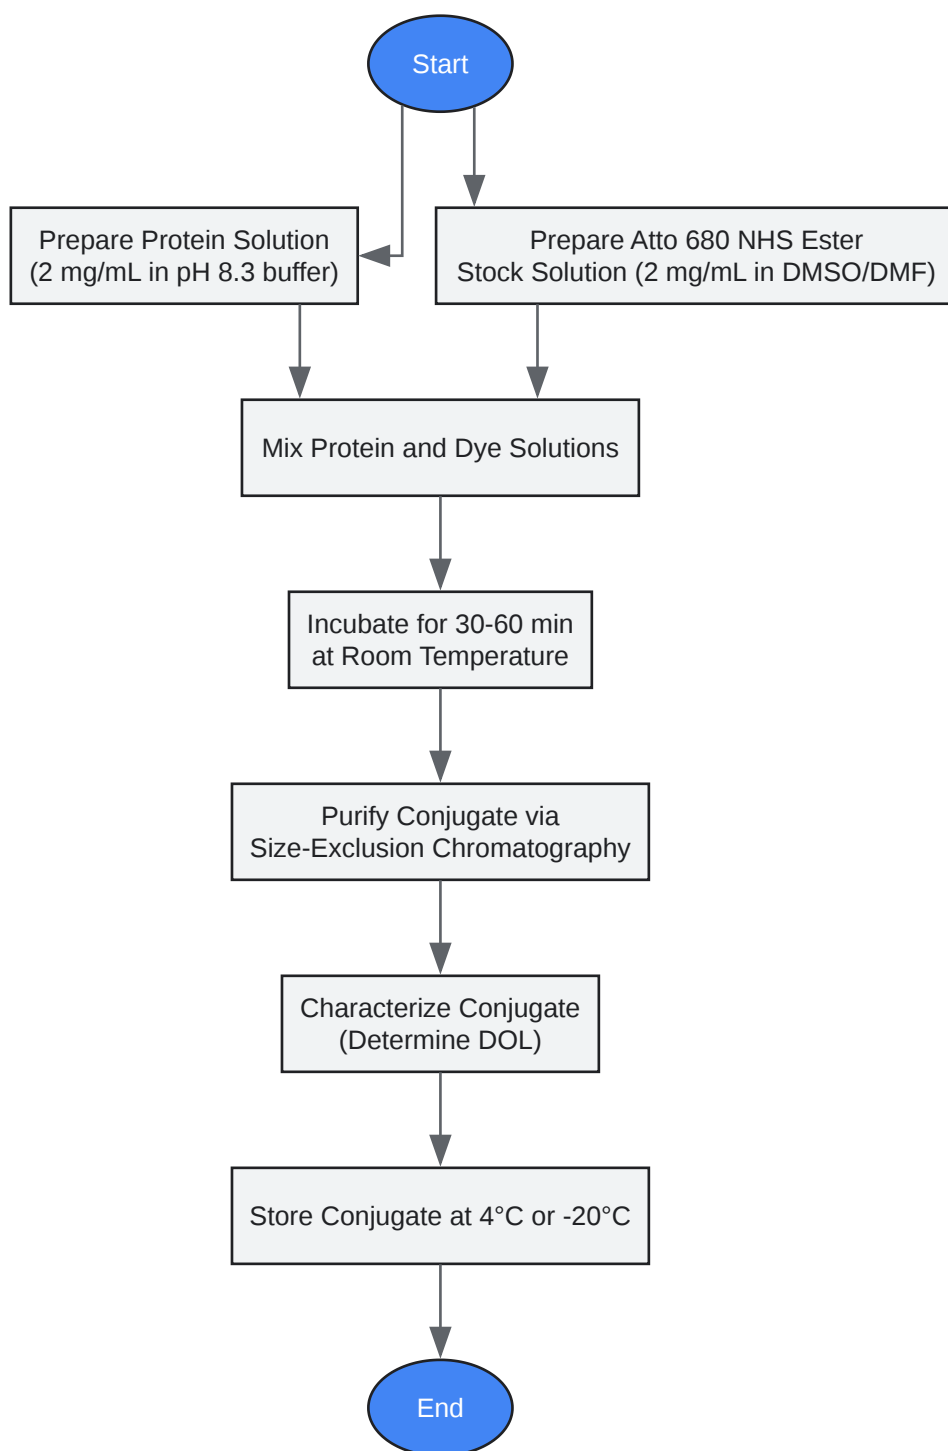 Start
Prepare Protein Solution
(2 mg/mL in pH 8.3 buffer)
Prepare Atto 680 NHS Ester
Stock Solution (2 mg/mL in DMSO/DMF)
Mix Protein and Dye Solutions
Incubate for 30-60 min
at Room Temperature
Purify Conjugate via
Size-Exclusion Chromatography
Characterize Conjugate
(Determine DOL)
Store Conjugate at 4°C or -20°C
End